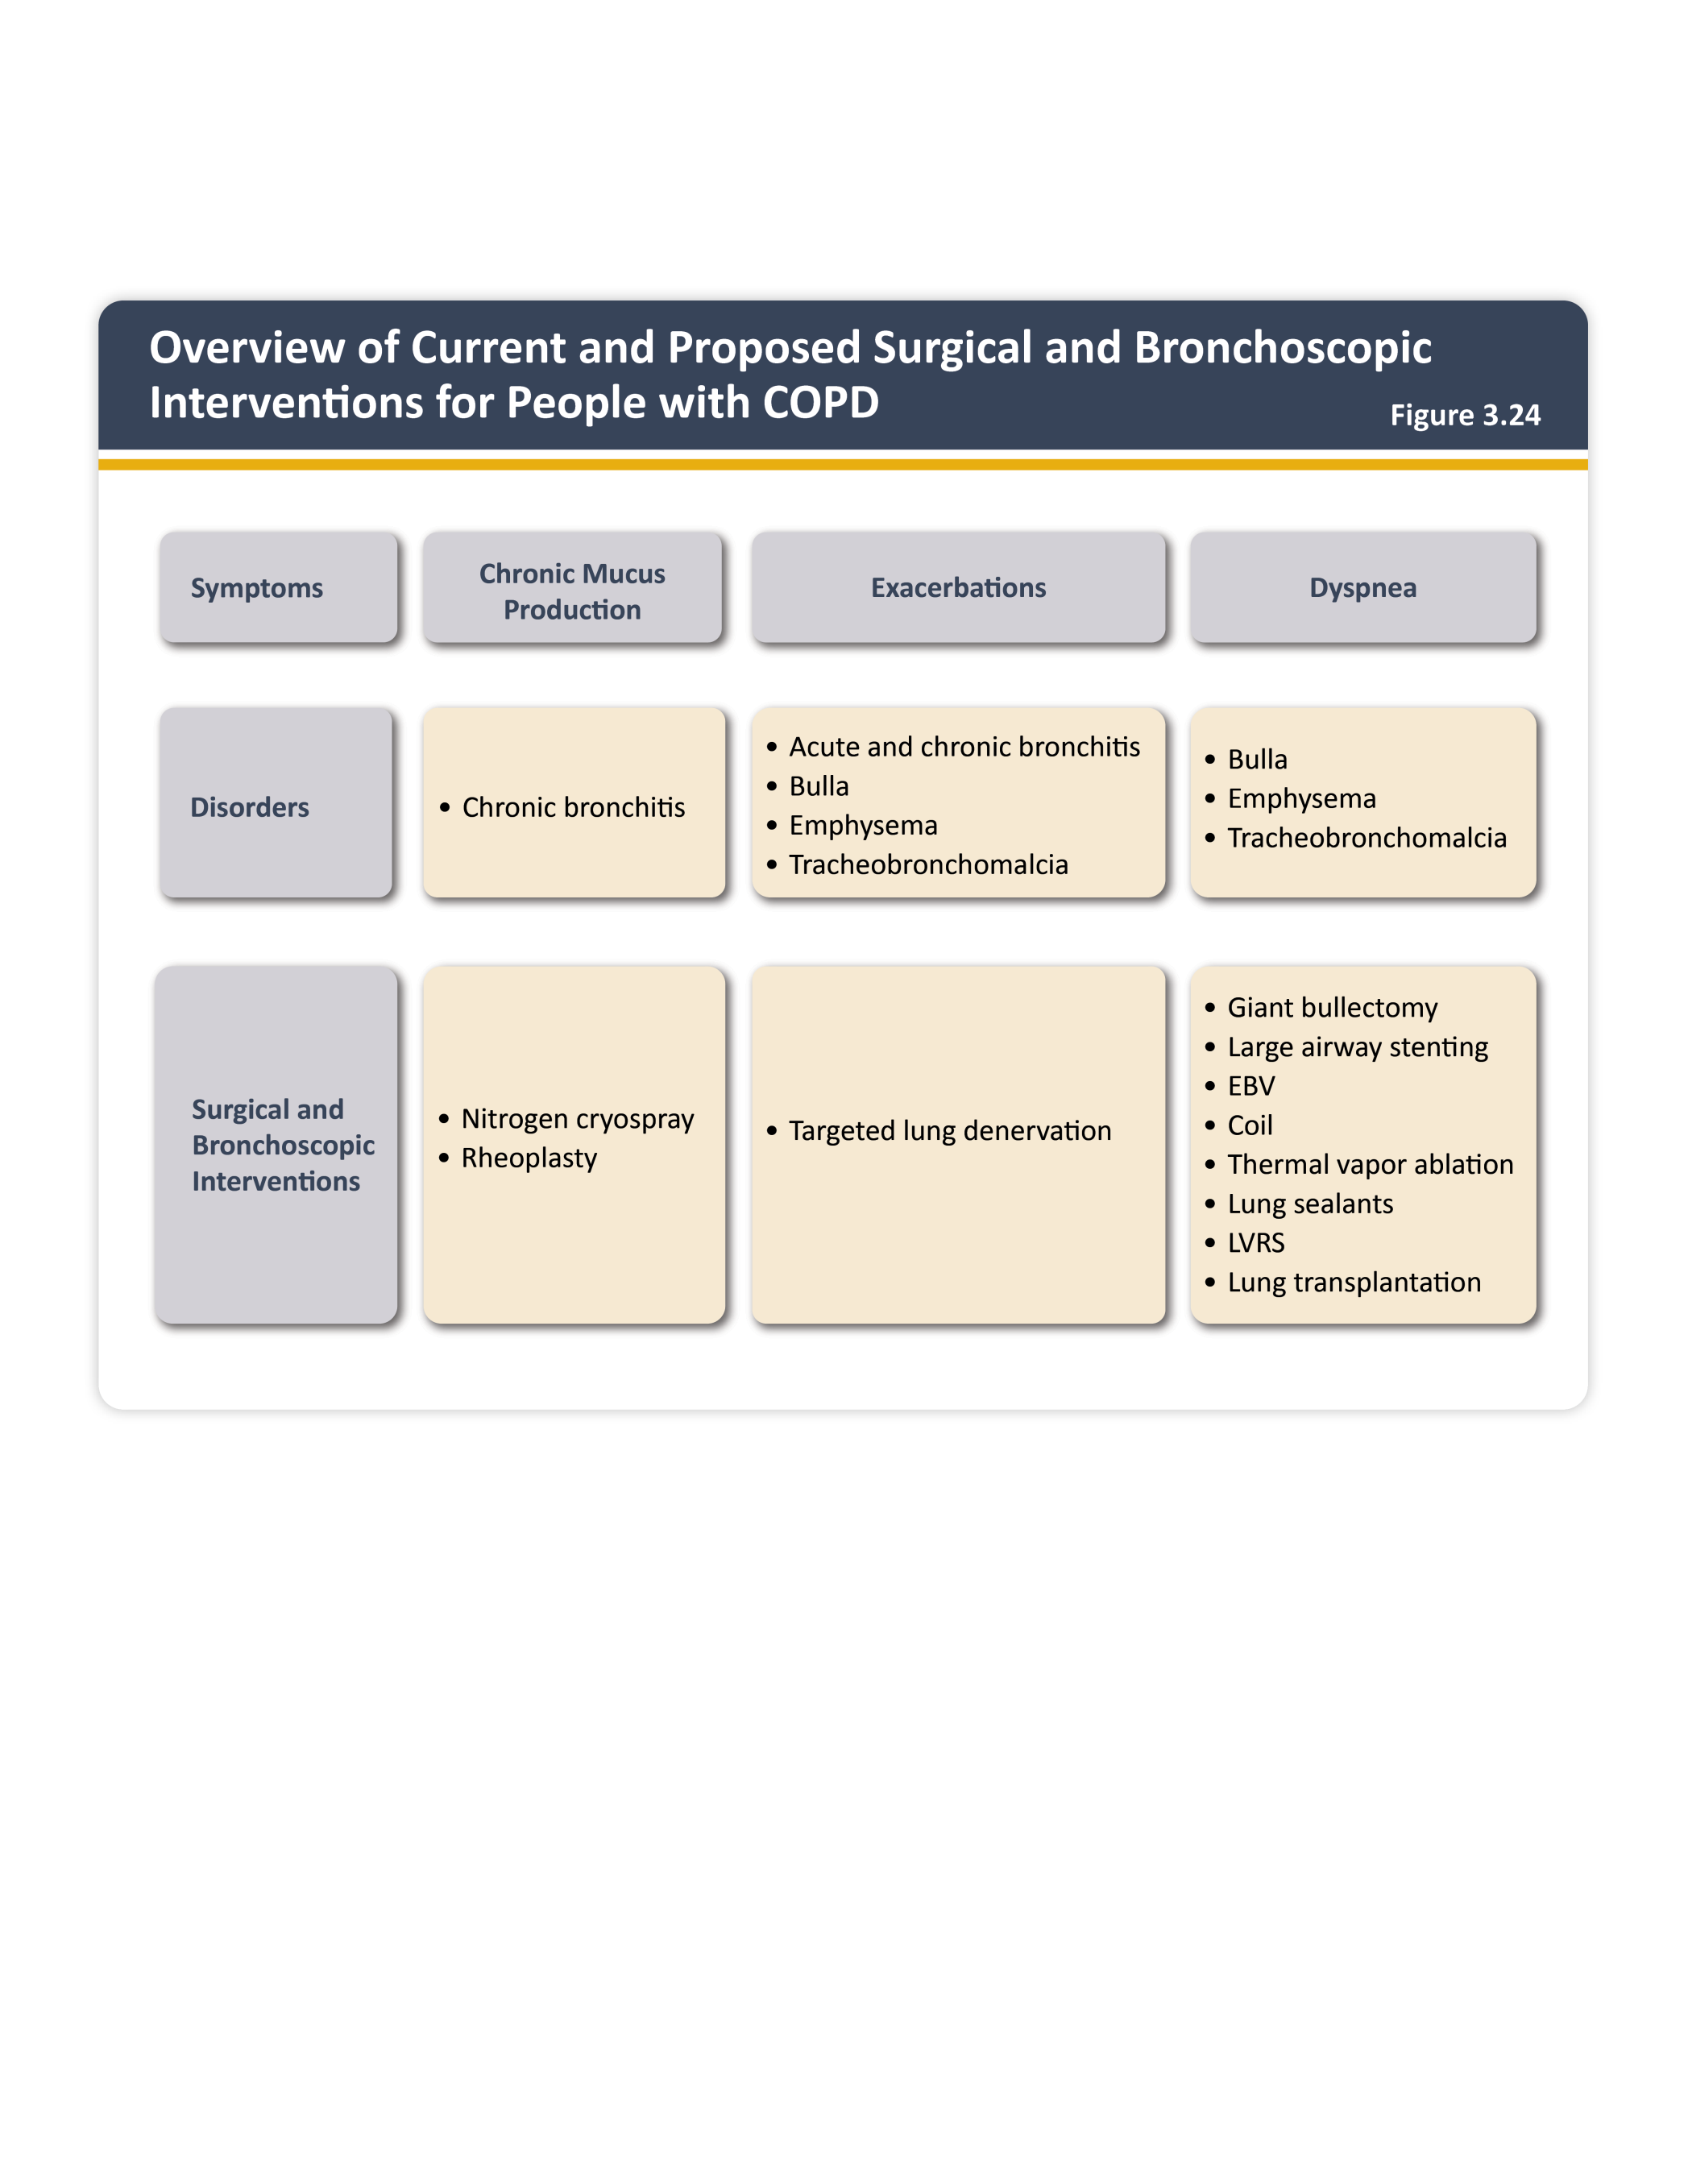 Overview of Current and Proposed Surgical and Bronchoscopic
Interventions for People with COPD
Figure 3.24
Symptoms
Chronic Mucus
Production
Exacerbations
Dyspnea
Disorders
• Chronic bronchitis
• Acute and chronic bronchitis
• Bulla
• Emphysema
• Tracheobronchomalcia
• Bulla
• Emphysema
• Tracheobronchomalcia
Surgical and
Bronchoscopic
Interventions
• Nitrogen cryospray
• Rheoplasty
• Targeted lung denervation
• Giant bullectomy
• Large airway stenting
• EBV
• Coil
• Thermal vapor ablation
• Lung sealants
• LVRS
• Lung transplantation